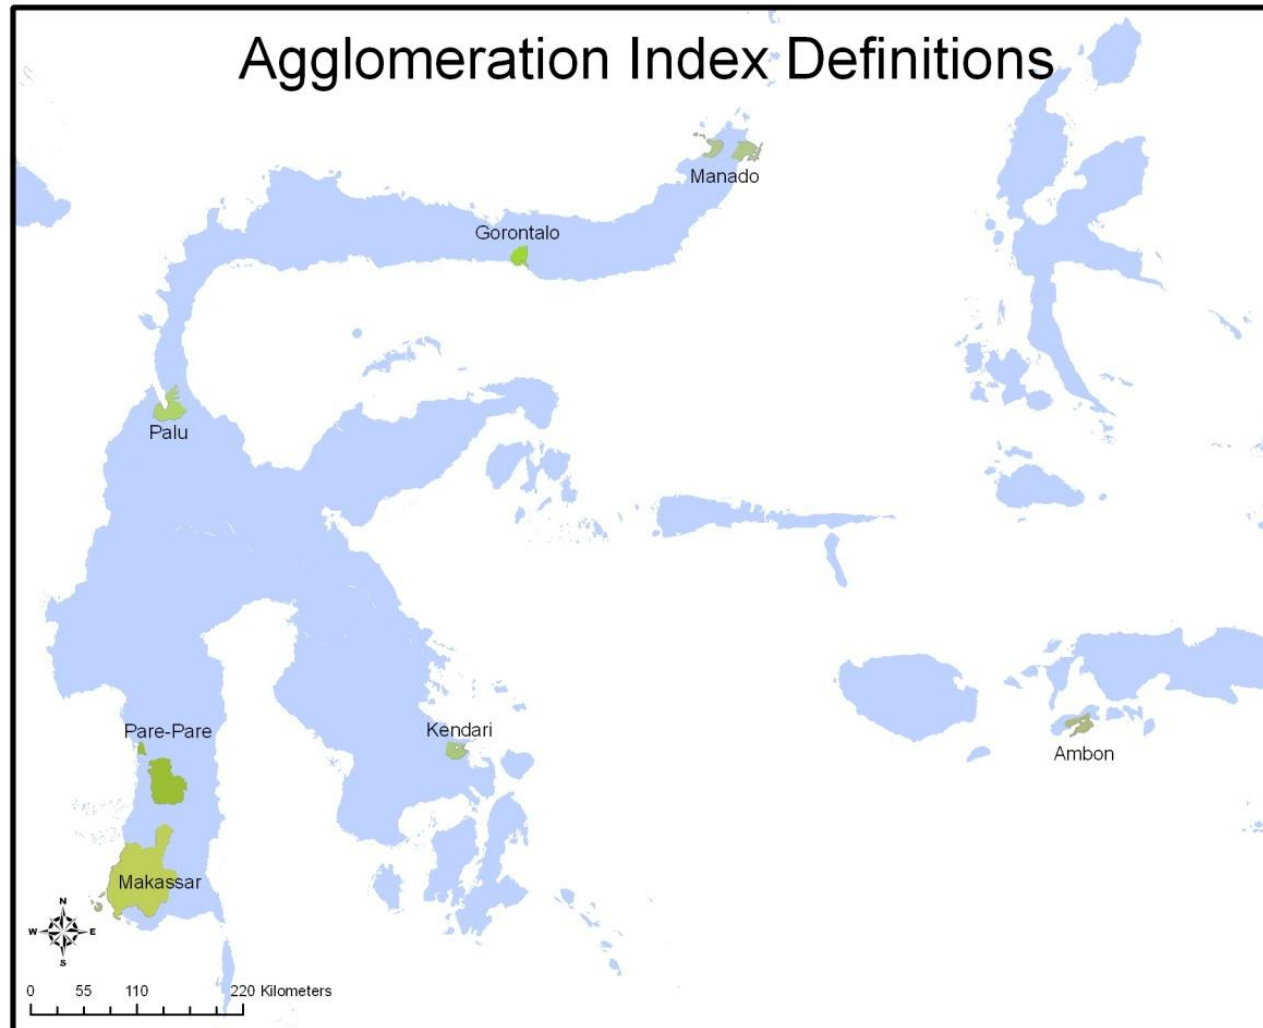 Agglomeration Index Definitions
Manado
Gorontalo
Palu
Pare-Pare
Kendari
Ambon
Makassar
N
W E
S
0 55 110 220 Kilometers